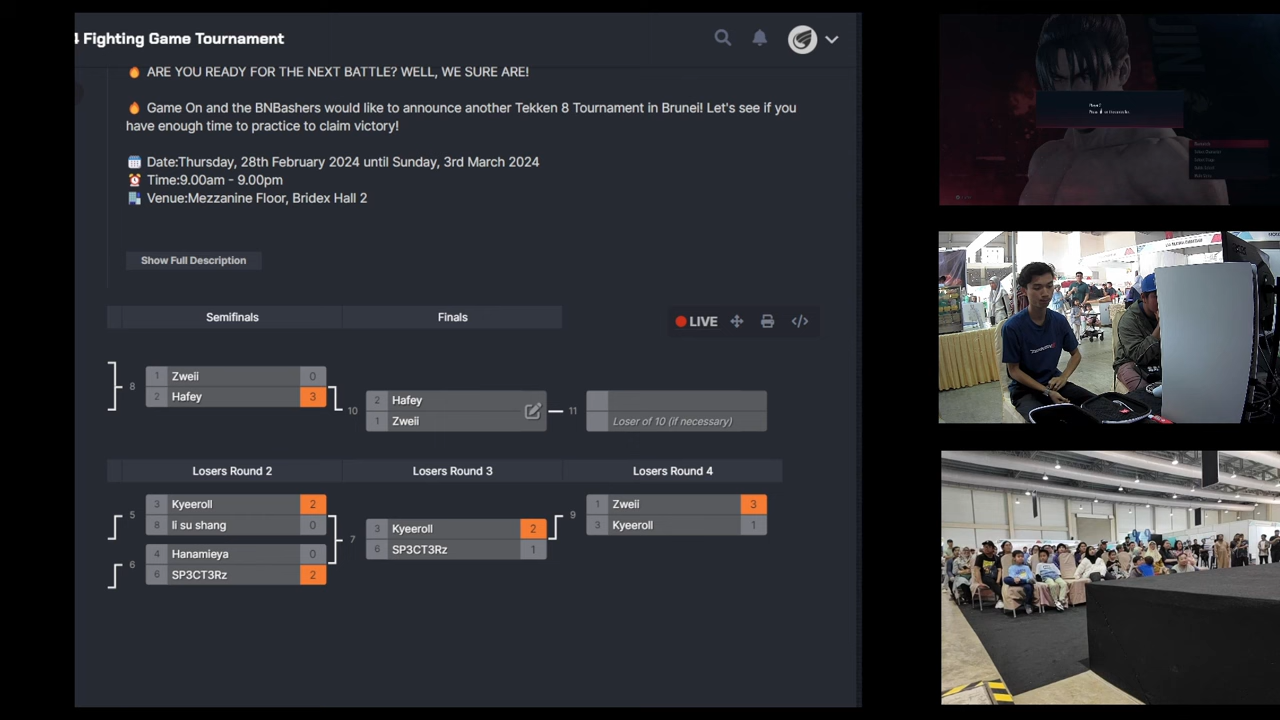 4 Fighting Game Tournament
🔥 ARE YOU READY FOR THE NEXT BATTLE? WELL, WE SURE ARE!
🔥 Game On and the BNBashers would like to announce another Tekken 8 Tournament in Brunei! Let's see if you
have enough time to practice to claim victory!
Date:Thursday, 28th February 2024 until Sunday, 3rd March 2024
Time:9.00am - 9.00pm
Venue:Mezzanine Floor, Bridex Hall 2
Show Full Description
Semifinals
Finals
LIVE
8
1 Zweii 0
2 Hafey 3
10
2 Hafey
1 Zweii
11
Loser of 10 (if necessary)
Losers Round 2
Losers Round 3
Losers Round 4
5
3 Kyeeroll 2
8 li su shang 0
6
4 Hanamieya 0
6 SP3CT3Rz 2
7
3 Kyeeroll 2
6 SP3CT3Rz 1
9
1 Zweii 3
3 Kyeeroll 1